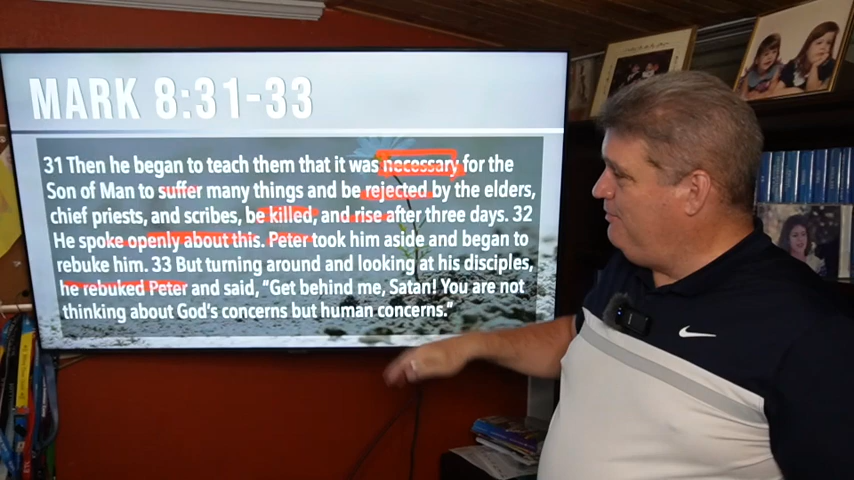 MARK 8:31-33
31 Then he began to teach them that it was necessary for the
Son of Man to suffer many things and be rejected by the elders,
chief priests, and scribes, be killed, and rise after three days. 32
He spoke openly about this. Peter took him aside and began to
rebuke him. 33 But turning around and looking at his disciples,
he rebuked Peter and said, “Get behind me, Satan! You are not
thinking about God’s concerns but human concerns.“